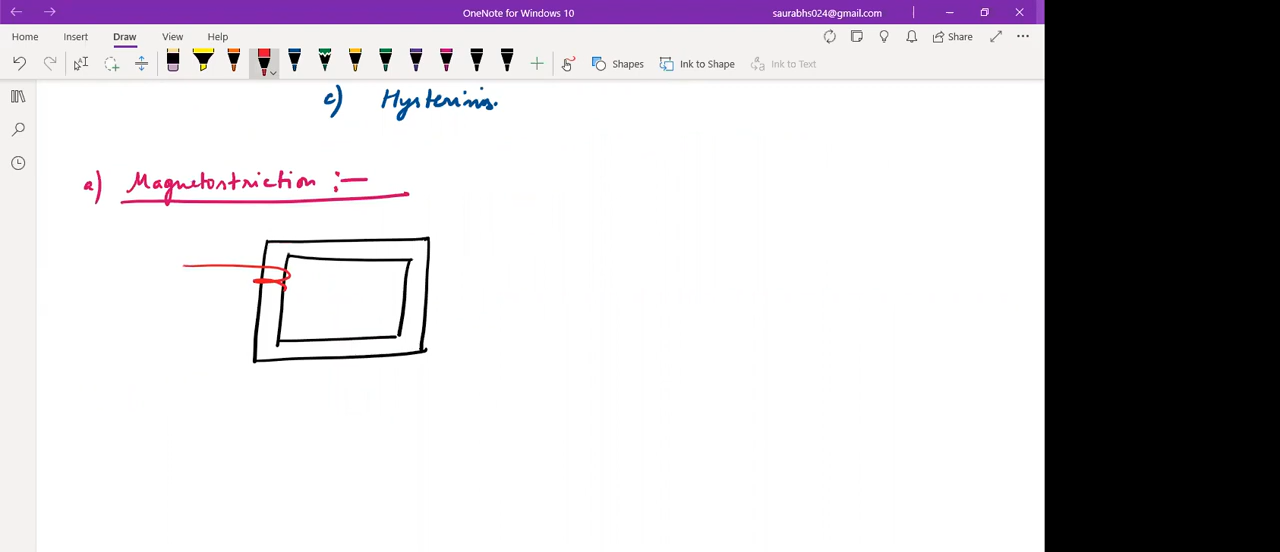 OneNote for Windows 10
saurabhs024@gmail.com
Home Insert Draw View Help
Share
Shapes Ink to Shape Ink to Text
c) Hysterisis.
a) Magnetostriction :-